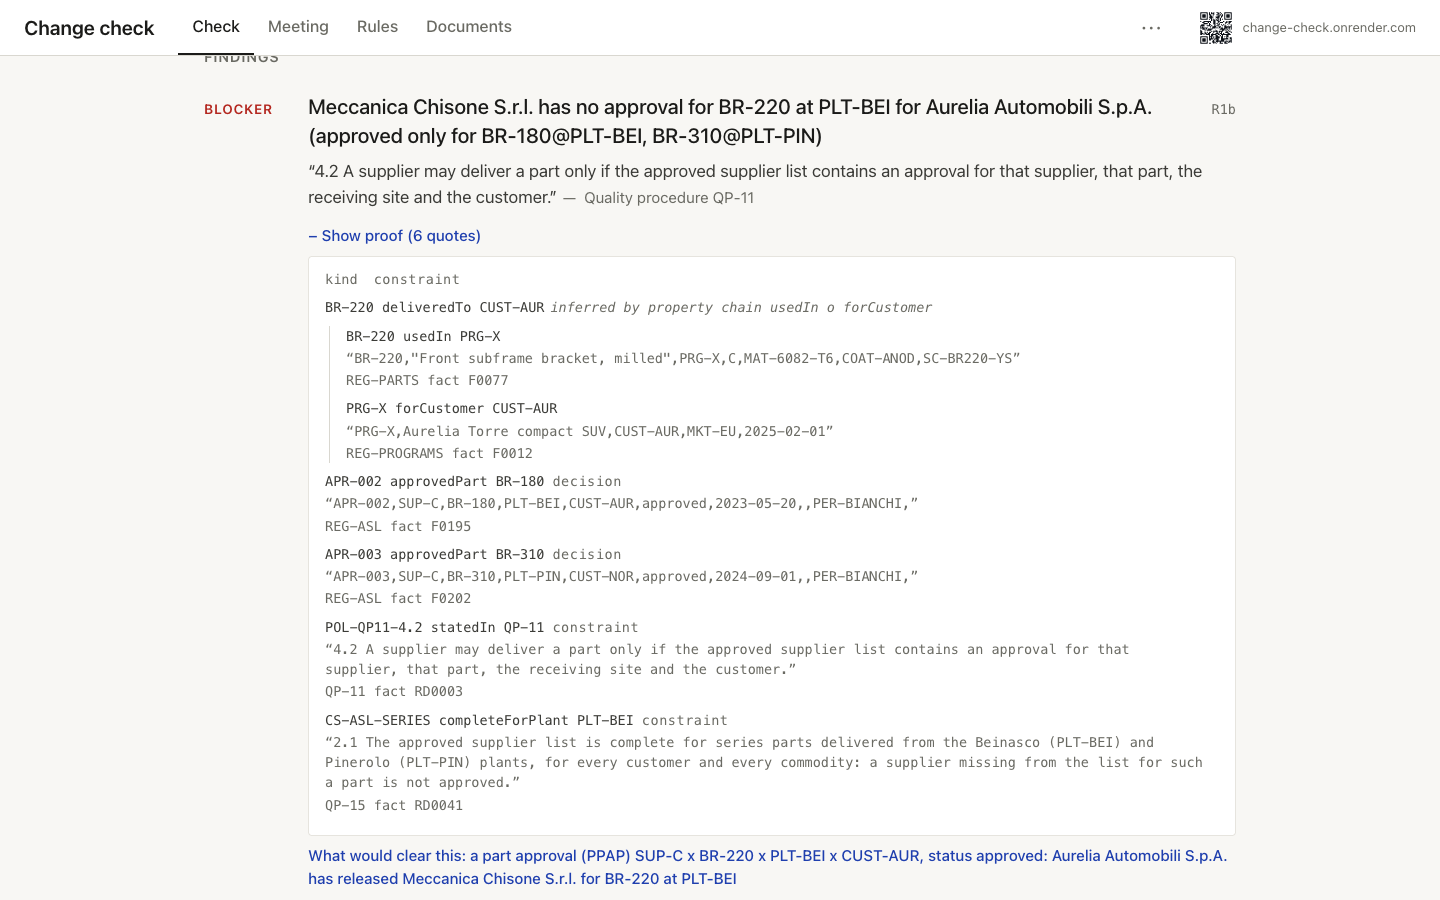 Change check
Check
Meeting
Rules
Documents
···
change-check.onrender.com
FINDINGS
BLOCKER
Meccanica Chisone S.r.l. has no approval for BR-220 at PLT-BEI for Aurelia Automobili S.p.A.
(approved only for BR-180@PLT-BEI, BR-310@PLT-PIN)
R1b
“4.2 A supplier may deliver a part only if the approved supplier list contains an approval for that supplier, that part, the
receiving site and the customer.” — Quality procedure QP-11
– Show proof (6 quotes)
kind constraint
BR-220 deliveredTo CUST-AUR inferred by property chain usedIn o forCustomer
BR-220 usedIn PRG-X
“BR-220,"Front subframe bracket, milled",PRG-X,C,MAT-6082-T6,COAT-ANOD,SC-BR220-YS”
REG-PARTS fact F0077
PRG-X forCustomer CUST-AUR
“PRG-X,Aurelia Torre compact SUV,CUST-AUR,MKT-EU,2025-02-01”
REG-PROGRAMS fact F0012
APR-002 approvedPart BR-180 decision
“APR-002,SUP-C,BR-180,PLT-BEI,CUST-AUR,approved,2023-05-20,,PER-BIANCHI,”
REG-ASL fact F0195
APR-003 approvedPart BR-310 decision
“APR-003,SUP-C,BR-310,PLT-PIN,CUST-NOR,approved,2024-09-01,,PER-BIANCHI,”
REG-ASL fact F0202
POL-QP11-4.2 statedIn QP-11 constraint
“4.2 A supplier may deliver a part only if the approved supplier list contains an approval for that
supplier, that part, the receiving site and the customer.”
QP-11 fact RD0003
CS-ASL-SERIES completeForPlant PLT-BEI constraint
“2.1 The approved supplier list is complete for series parts delivered from the Beinasco (PLT-BEI) and
Pinerolo (PLT-PIN) plants, for every customer and every commodity: a supplier missing from the list for such
a part is not approved.”
QP-15 fact RD0041
What would clear this: a part approval (PPAP) SUP-C x BR-220 x PLT-BEI x CUST-AUR, status approved: Aurelia Automobili S.p.A.
has released Meccanica Chisone S.r.l. for BR-220 at PLT-BEI